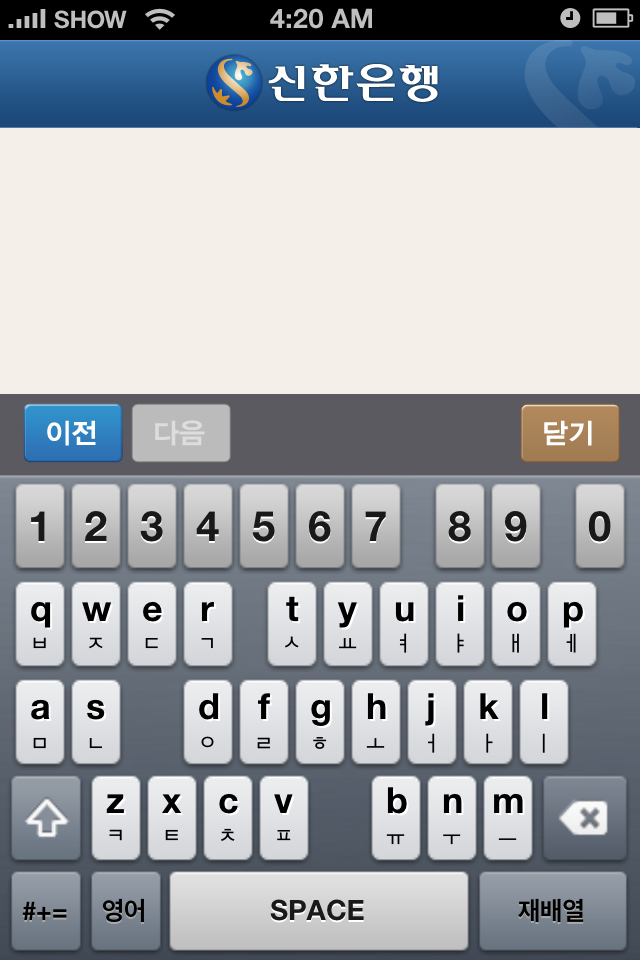 SHOW 4:20 AM
신한은행
이전 다음 닫기
1 2 3 4 5 6 7 8 9 0
q w e r t y u i o p
ㅂ ㅈ ㄷ ㄱ ㅅ ㅛ ㅕ ㅑ ㅐ ㅔ
a s d f g h j k l
ㅁ ㄴ ㅇ ㄹ ㅎ ㅗ ㅓ ㅏ ㅣ
z x c v b n m
ㅋ ㅌ ㅊ ㅍ ㅠ ㅜ ㅡ
#+= 영어 SPACE 재배열